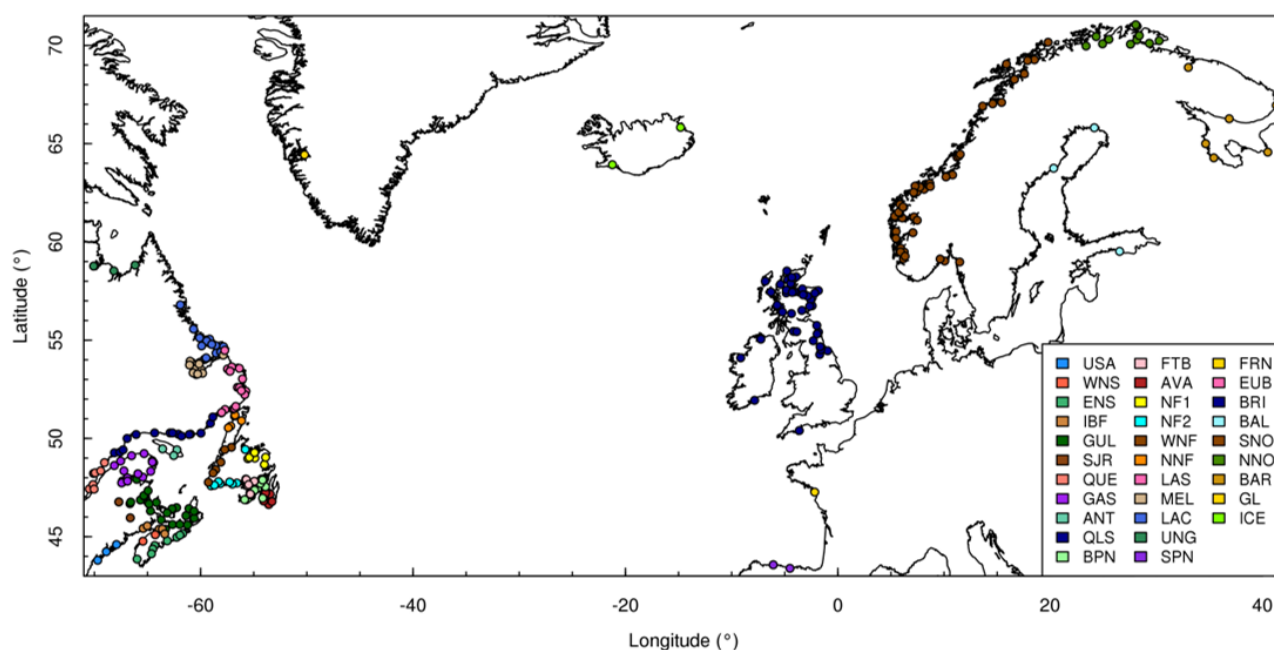 70
65
60
55
50
45
Latitude (°)
-60
-40
-20
0
20
40
Longitude (°)
USA FTB FRN
WNS AVA EUB
ENS NF1 BRI
IBF NF2 BAL
GUL WNF SNO
SJR NNF NNO
QUE LAS BAR
GAS MEL GL
ANT LAC ICE
QLS UNG
BPN SPN